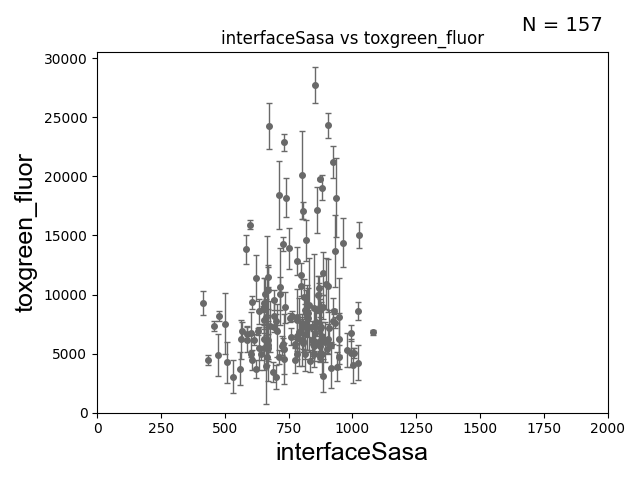 N = 157
interfaceSasa vs toxgreen_fluor
30000
25000
20000
15000
10000
5000
0
toxgreen_fluor
0 250 500 750 1000 1250 1500 1750 2000
interfaceSasa